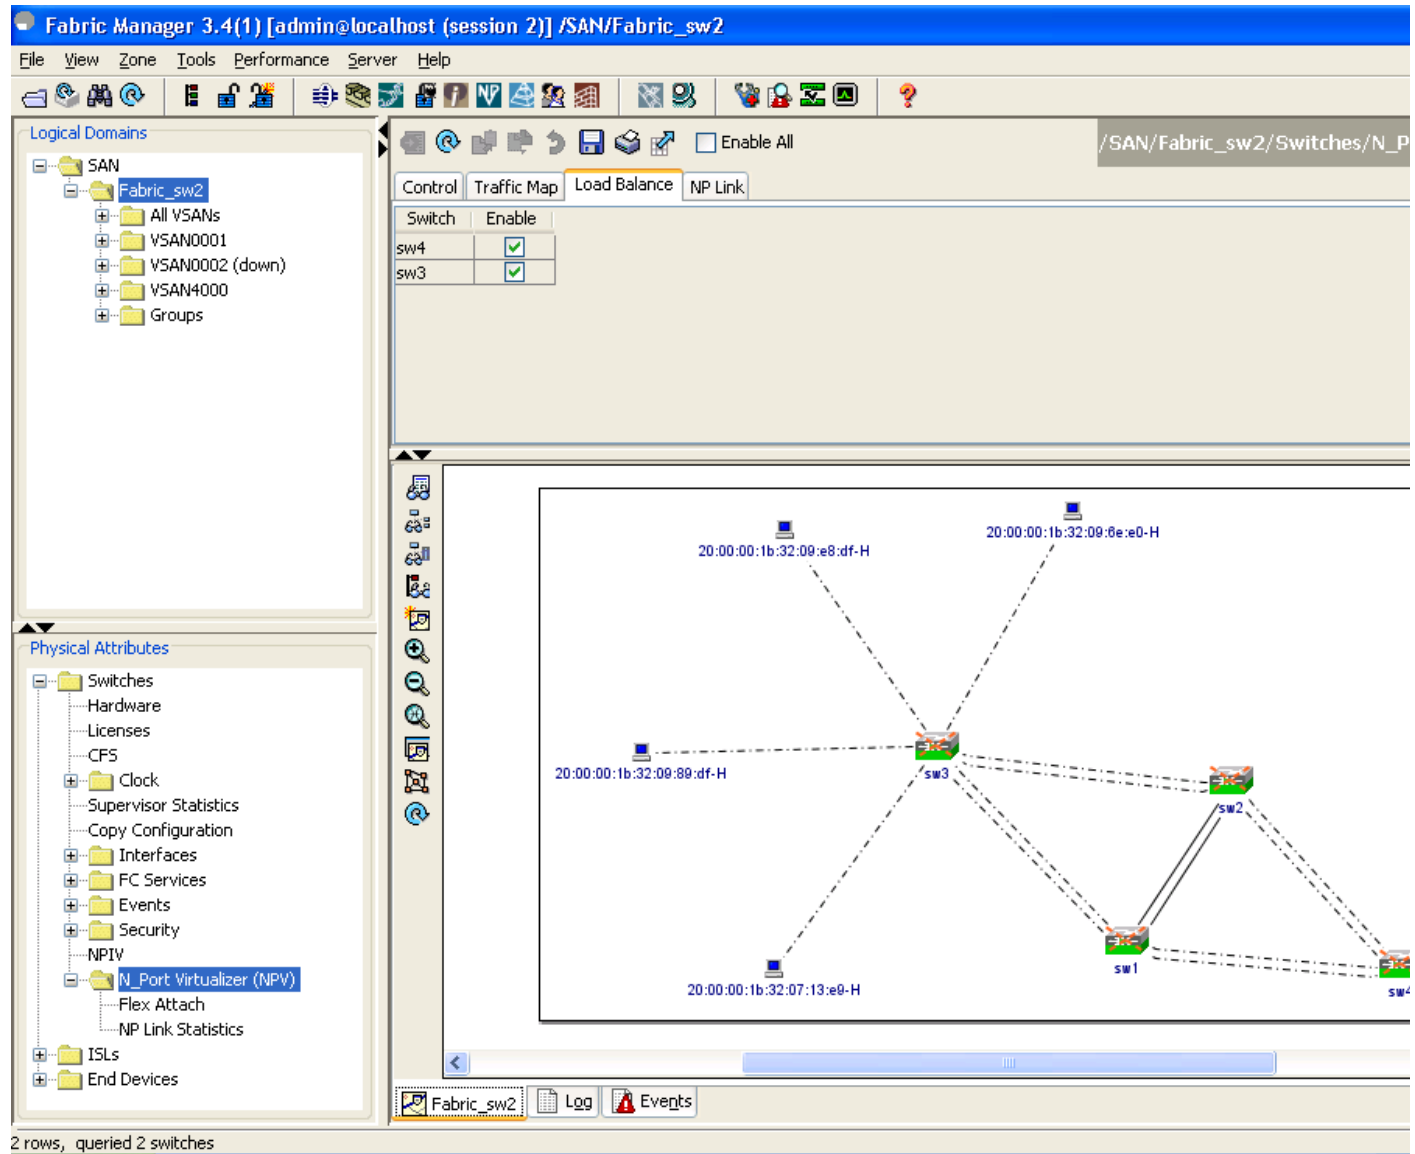 Fabric Manager 3.4(1) [admin@localhost (session 2)] /SAN/Fabric_sw2
File View Zone Tools Performance Server Help
Logical Domains
SAN
Fabric_sw2
All VSANs
VSAN0001
VSAN0002 (down)
VSAN4000
Groups
Enable All
/SAN/Fabric_sw2/Switches/N_P
Control Traffic Map Load Balance NP Link
Switch Enable
sw4
sw3
Physical Attributes
Switches
Hardware
Licenses
CFS
Clock
Supervisor Statistics
Copy Configuration
Interfaces
FC Services
Events
Security
NPIV
N_Port Virtualizer (NPV)
Flex Attach
NP Link Statistics
ISLs
End Devices
20:00:00:1b:32:09:6e:e0-H
20:00:00:1b:32:09:e8:df-H
20:00:00:1b:32:09:89:df-H
sw3
sw2
sw1
sw4
20:00:00:1b:32:07:13:e9-H
Fabric_sw2 Log Events
2 rows, queried 2 switches